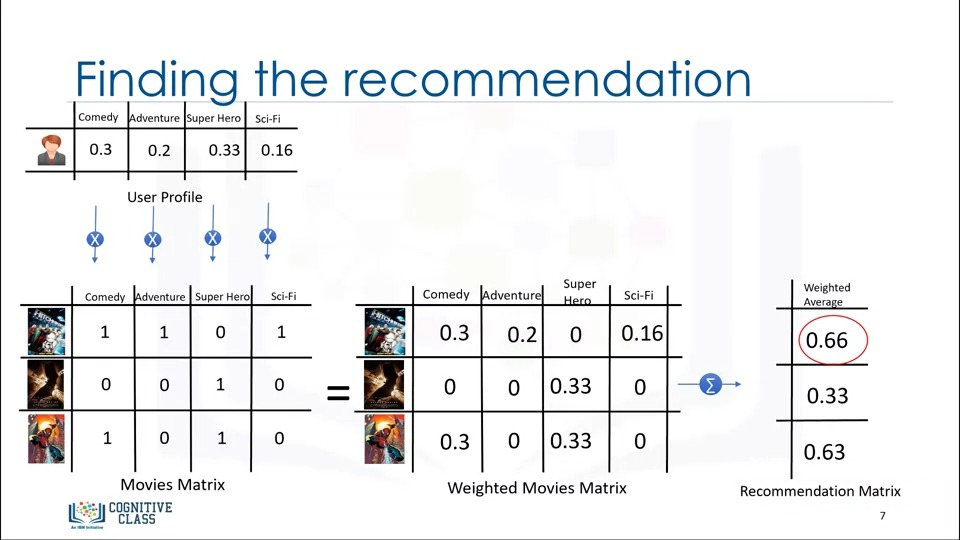 Finding the recommendation
Comedy Adventure Super Hero Sci-Fi
0.3 0.2 0.33 0.16
User Profile
X X X X
Comedy Adventure Super Hero Sci-Fi
1 1 0 1
0 0 1 0
1 0 1 0
Movies Matrix
=
Comedy Adventure Super
Hero Sci-Fi
0.3 0.2 0 0.16
0 0 0.33 0
0.3 0 0.33 0
Weighted Movies Matrix
Σ
Weighted
Average
0.66
0.33
0.63
Recommendation Matrix
COGNITIVE
CLASS
An IBM Initiative
7